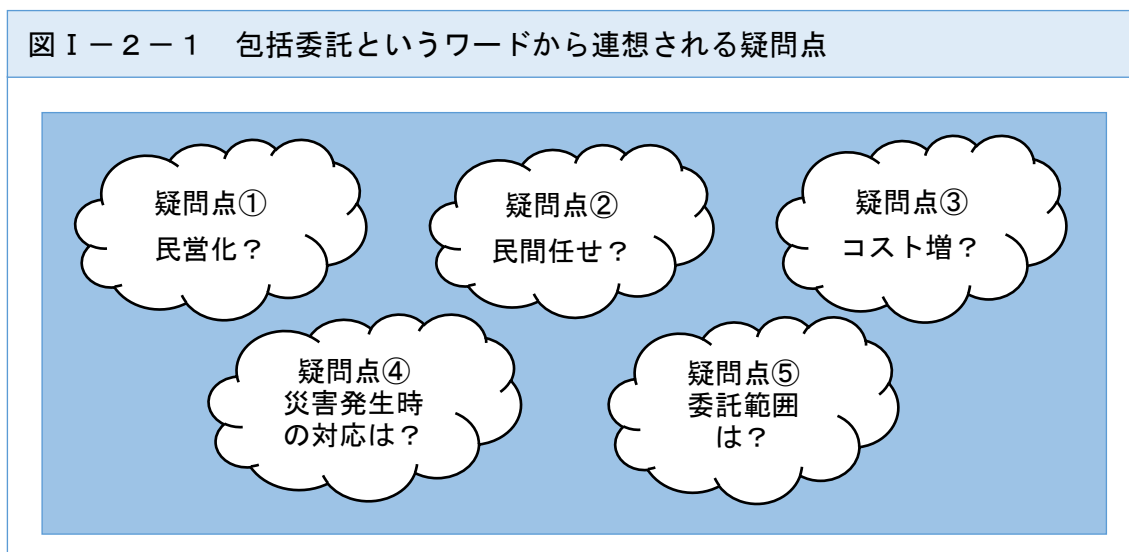 図Ⅰ－２－１　包括委託というワードから連想される疑問点
疑問点①
民営化？
疑問点②
民間任せ？
疑問点③
コスト増？
疑問点④
災害発生時
の対応は？
疑問点⑤
委託範囲
は？